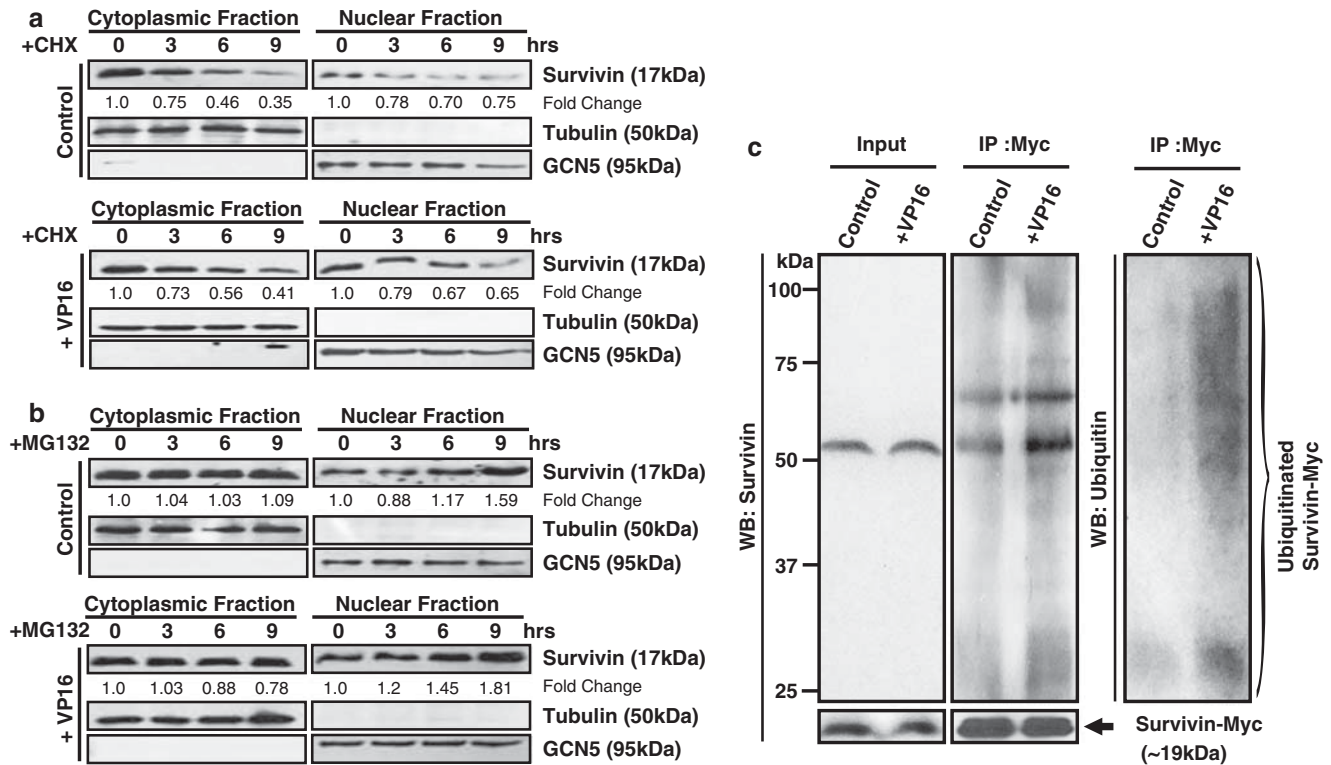 a
Cytoplasmic Fraction Nuclear Fraction
+CHX 0 3 6 9 0 3 6 9 hrs
Control
Survivin (17kDa)
1.0 0.75 0.46 0.35 1.0 0.78 0.70 0.75 Fold Change
Tubulin (50kDa)
GCN5 (95kDa)
Cytoplasmic Fraction Nuclear Fraction
+CHX 0 3 6 9 0 3 6 9 hrs
+ VP16
Survivin (17kDa)
1.0 0.73 0.56 0.41 1.0 0.79 0.67 0.65 Fold Change
Tubulin (50kDa)
GCN5 (95kDa)
b
Cytoplasmic Fraction Nuclear Fraction
+MG132 0 3 6 9 0 3 6 9 hrs
Control
Survivin (17kDa)
1.0 1.04 1.03 1.09 1.0 0.88 1.17 1.59 Fold Change
Tubulin (50kDa)
GCN5 (95kDa)
Cytoplasmic Fraction Nuclear Fraction
+MG132 0 3 6 9 0 3 6 9 hrs
+ VP16
Survivin (17kDa)
1.0 1.03 0.88 0.78 1.0 1.2 1.45 1.81 Fold Change
Tubulin (50kDa)
GCN5 (95kDa)
c
Input IP :Myc IP :Myc
Control +VP16 Control +VP16 Control +VP16
kDa
100
75
50
37
25
WB: Survivin
WB: Ubiquitin
Ubiquitinated
Survivin-Myc
Survivin-Myc
(~19kDa)